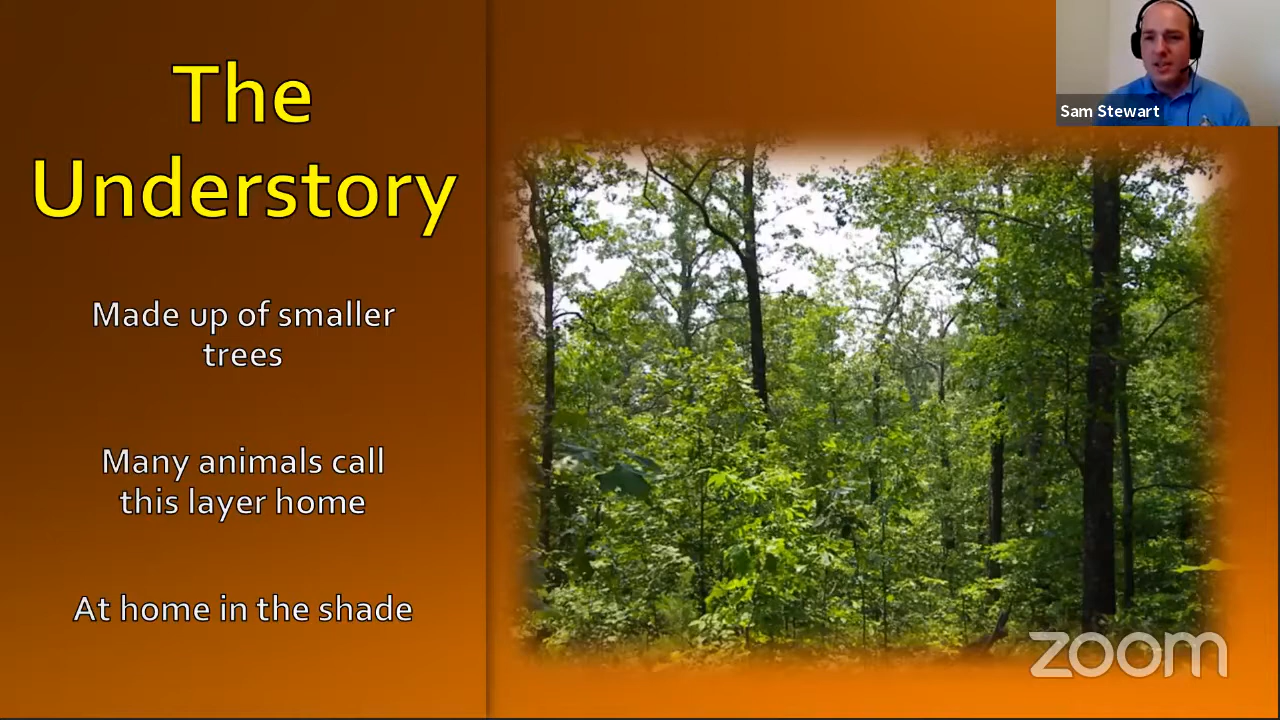 The
Understory
Made up of smaller
trees
Many animals call
this layer home
At home in the shade
Sam Stewart
zoom